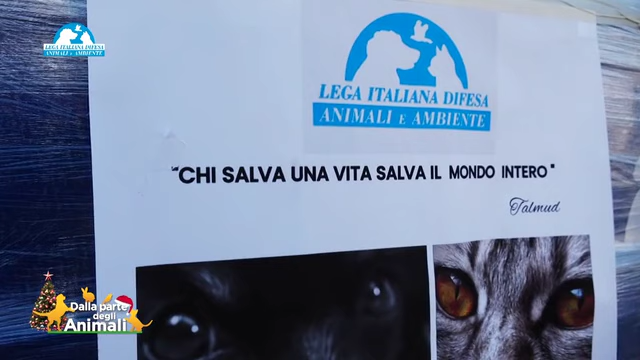 LEGA ITALIANA DIFESA
ANIMALI E AMBIENTE
LEGA ITALIANA DIFESA
ANIMALI E AMBIENTE
"CHI SALVA UNA VITA SALVA IL MONDO INTERO"
Talmud
Dalla parte
degli
Animali